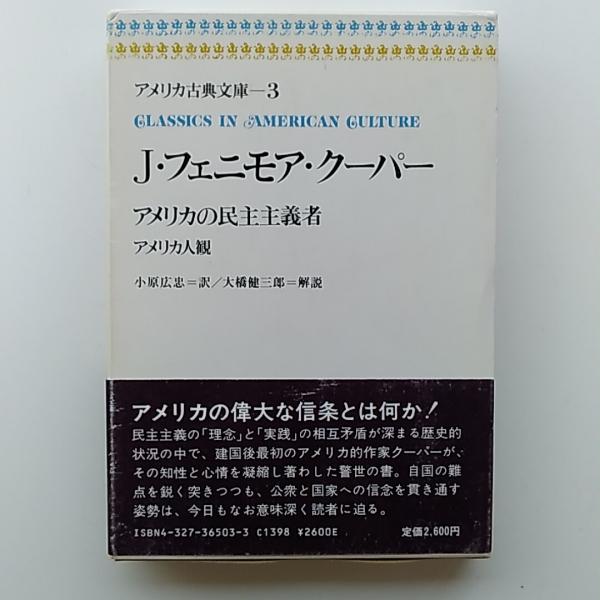 アメリカ古典文庫—3
CLASSICS IN AMERICAN CULTURE
J・フェニモア・クーパー
アメリカの民主主義者
アメリカ人観
小原広忠=訳/大橋健三郎=解説
アメリカの偉大な信条とは何か!
民主主義の「理念」と「実践」の相互矛盾が深まる歴史的
状況の中で、建国後最初のアメリカ的作家クーパーが、
その知性と心情を凝縮し著わした警世の書。自国の難
点を鋭く突きつつも、公衆と国家への信念を貫き通す
姿勢は、今日もなお意味深く読者に迫る。
ISBN4-327-36503-3 C1398 ¥2600E
定価2,600円